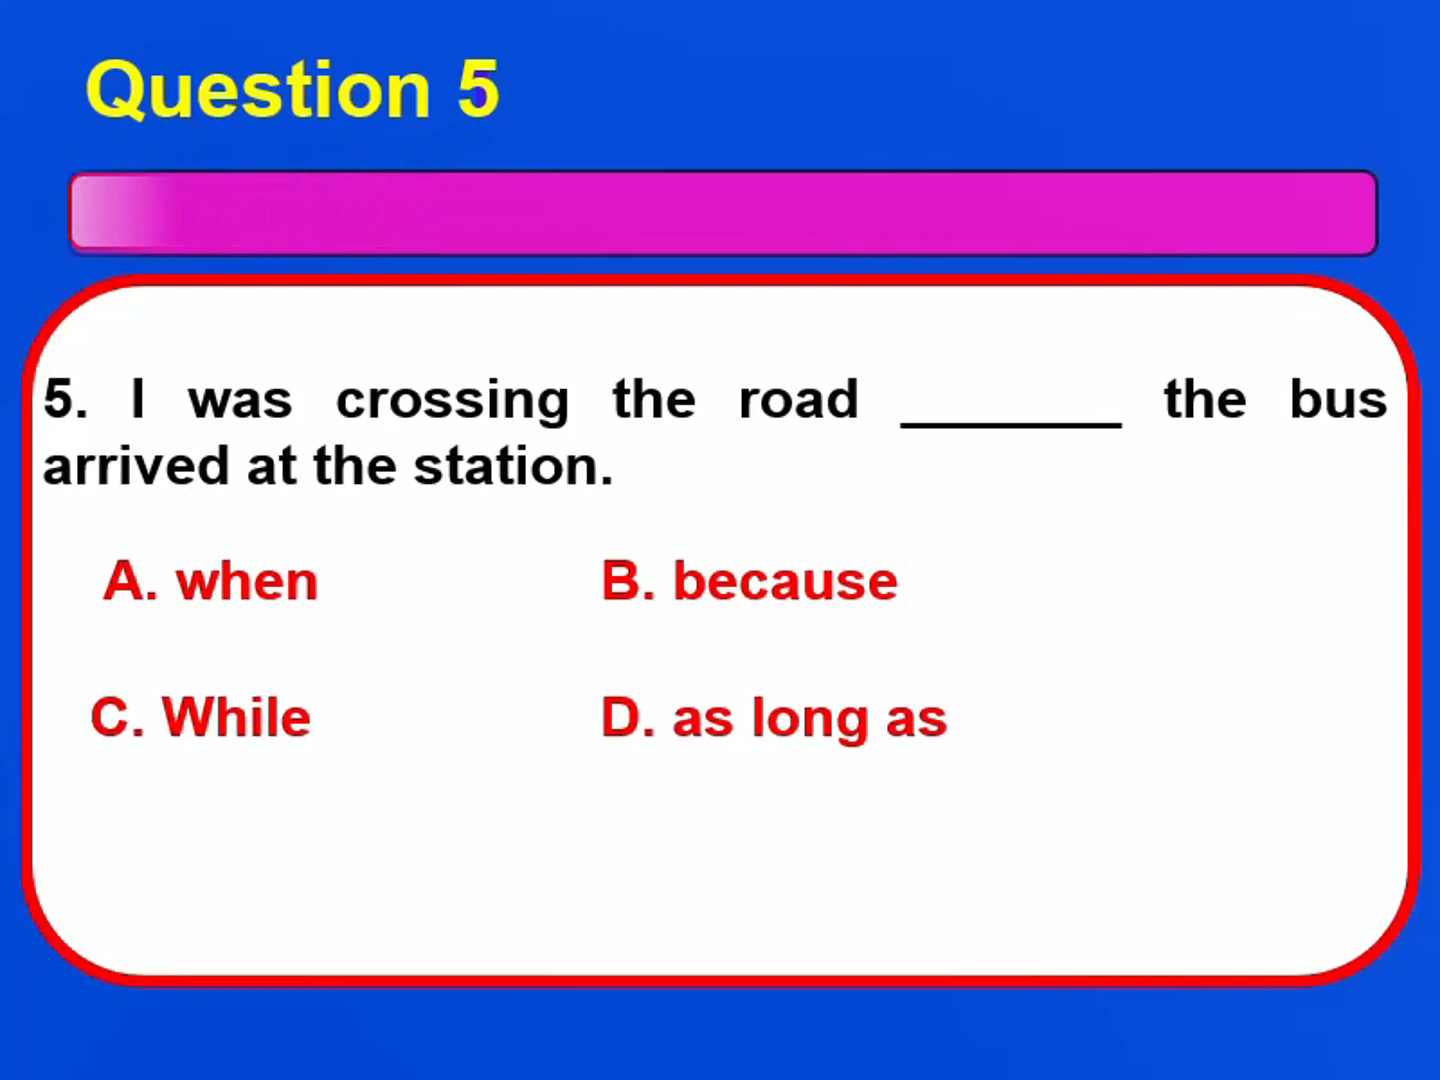 Question 5
5. I was crossing the road ________ the bus
arrived at the station.
A. when B. because
C. While D. as long as